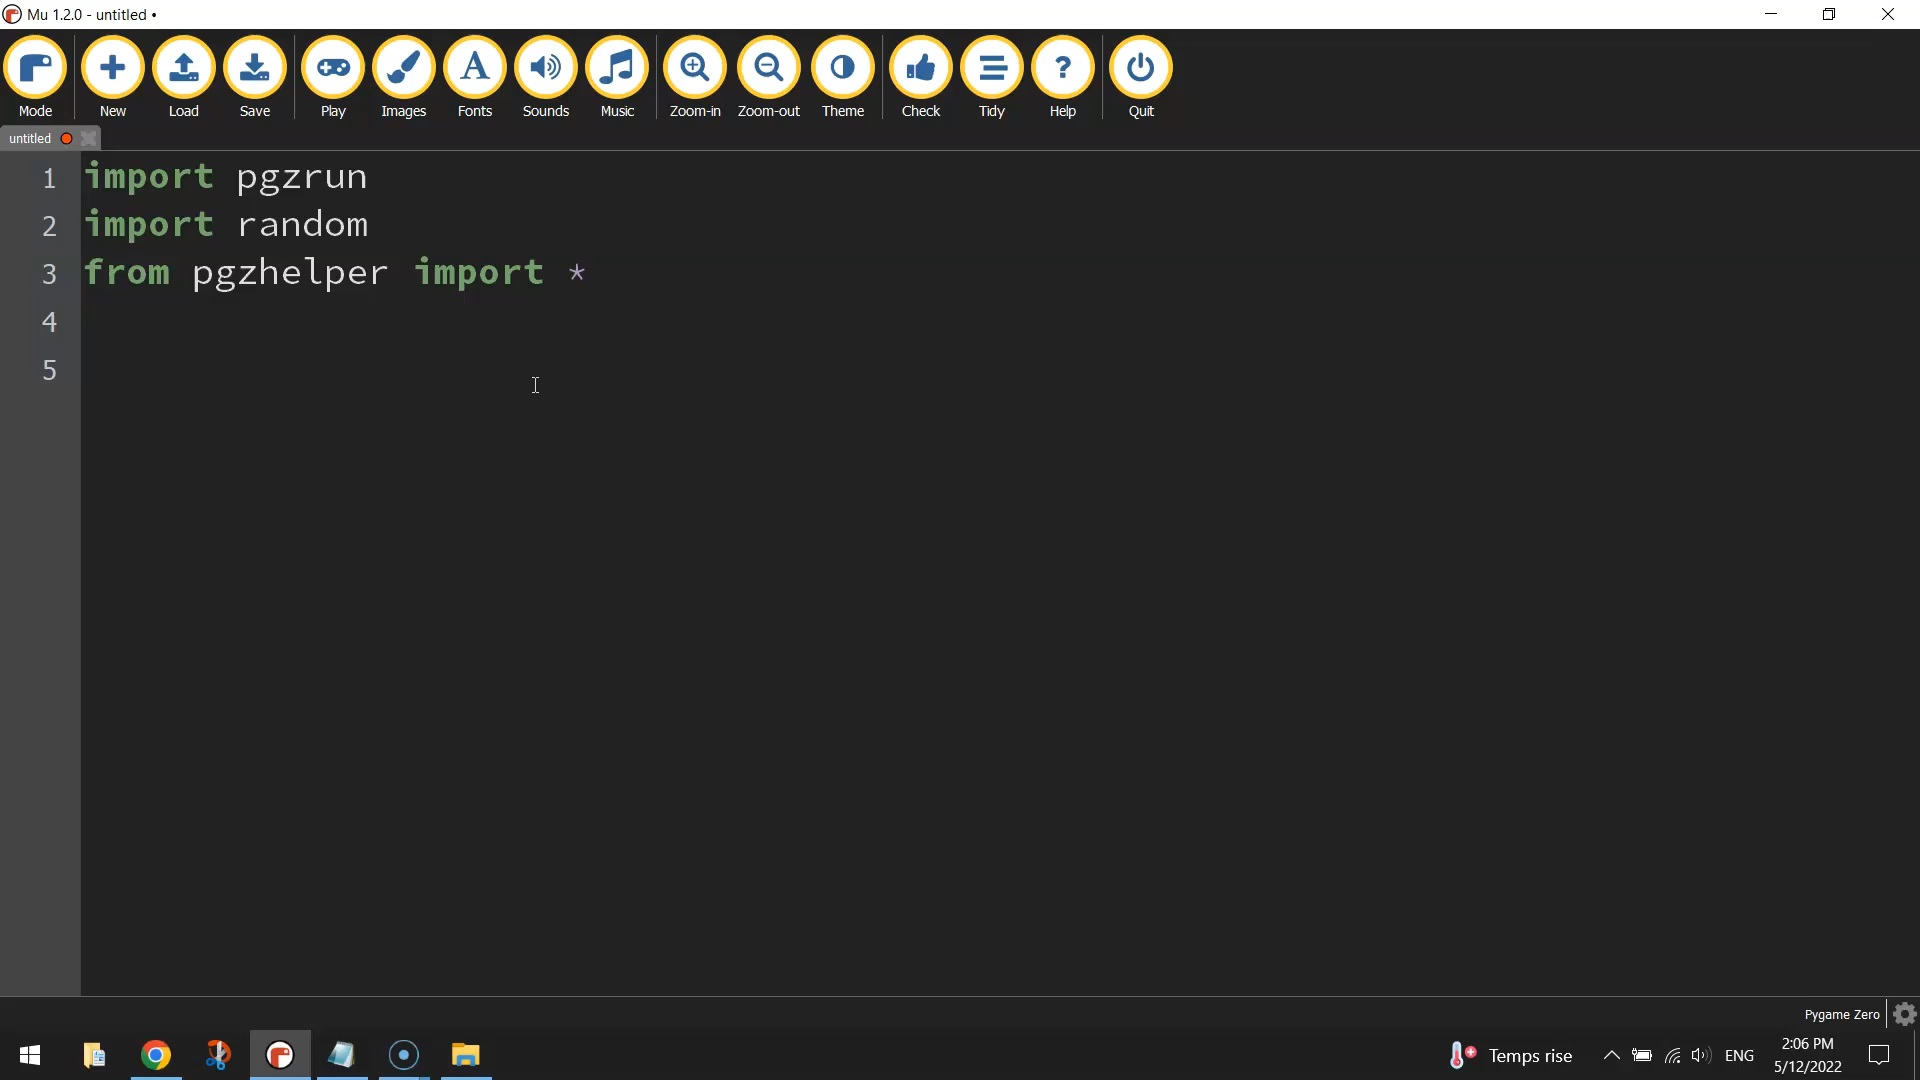 Mu 1.2.0 - untitled •
Mode New Load Save Play Images Fonts Sounds Music Zoom-in Zoom-out Theme Check Tidy Help Quit
untitled
1 import pgzrun
2 import random
3 from pgzhelper import *
4
5
Pygame Zero
Temps rise ENG 2:06 PM
5/12/2022